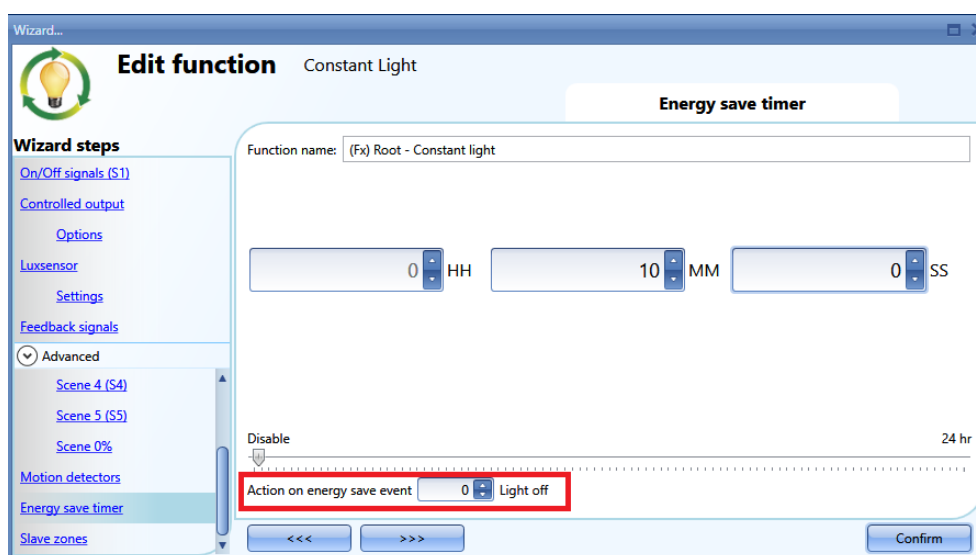 Wizard...
Edit function Constant Light
Energy save timer
Wizard steps
Function name: (Fx) Root - Constant light
On/Off signals (S1)
Controlled output
Options
Luxsensor
Settings
Feedback signals
Advanced
Scene 4 (S4)
Scene 5 (S5)
Scene 0%
Motion detectors
Energy save timer
Slave zones
0 HH 10 MM 0 SS
Disable 24 hr
Action on energy save event 0 Light off
<<< >>> Confirm